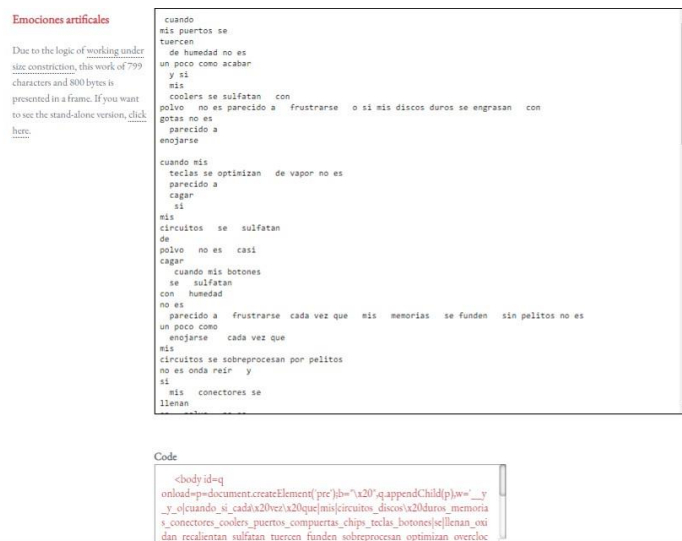 Emociones artificales
Due to the logic of working under
size constriction, this work of 799
characters and 800 bytes is
presented in a frame. If you want
to see the stand-alone version, click
here.
cuando
mis puertos se
tuercen
de humedad no es
un poco como acabar
y si
mis
coolers se sulfatan con
polvo no es parecido a frustrarse o si mis discos duros se engrasan con
gotas no es
parecido a
enojarse
cuando mis
teclas se optimizan de vapor no es
parecido a
cagar
si
mis
circuitos se sulfatan
de
polvo no es casi
cagar
cuando mis botones
se sulfatan
con humedad
no es
parecido a frustrarse cada vez que mis memorias se funden sin pelitos no es
un poco como
enojarse cada vez que
mis
circuitos se sobreprocesan por pelitos
no es onda reír y
si
mis conectores se
llenan
Code
<body id=q
onload=p=document.createElement('pre');b="\x20",q.appendChild(p),w='__y
_y_o|cuando_si_cada\x20vez\x20que|mis|circuitos_discos\x20duros_memoria
s_conectores_coolers_puertos_compuertas_chips_teclas_botones|se|llenan_oxi
dan_recalientan_sulfatan_tuercen_funden_sobreprocesan_optimizan_overcloc